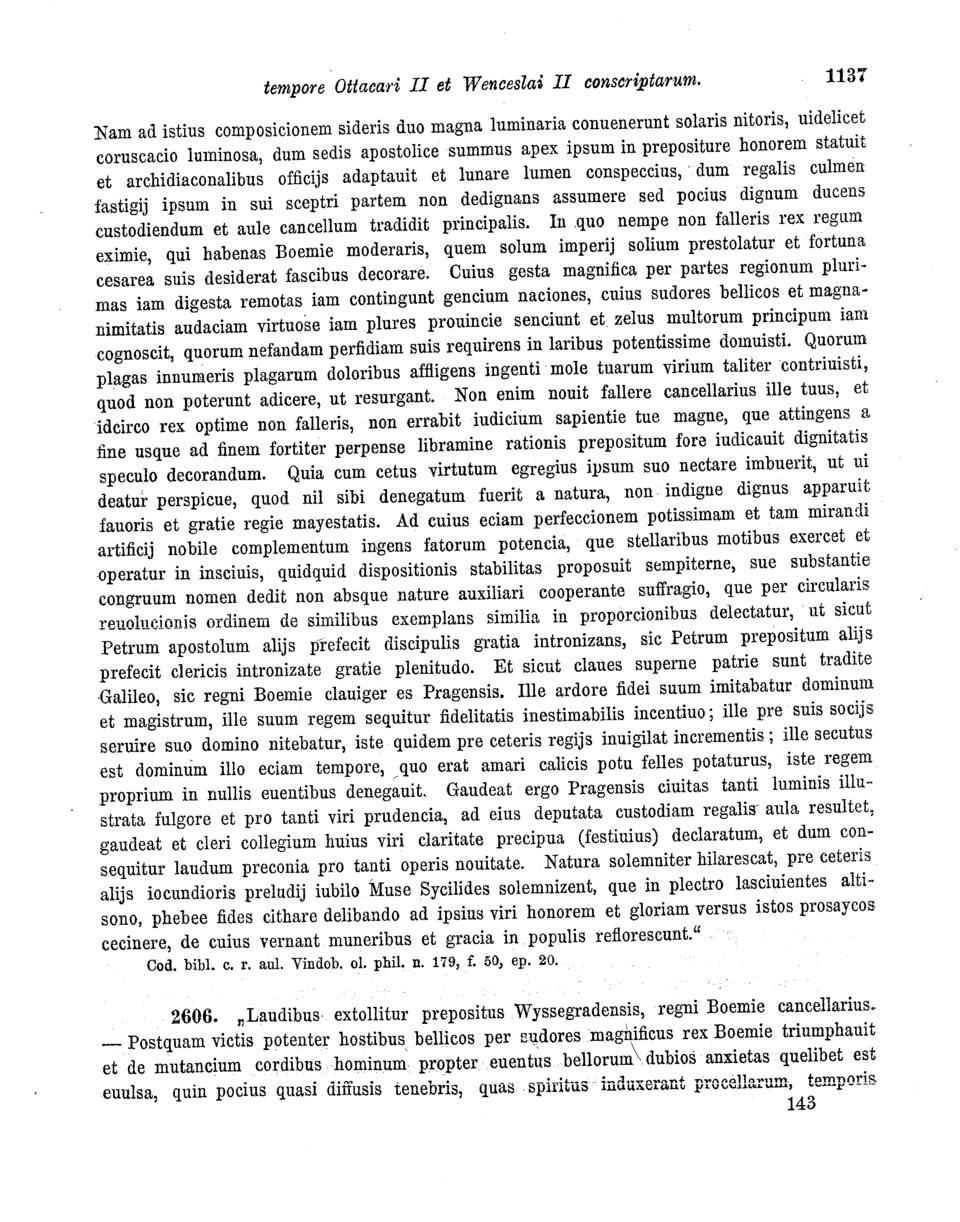 tempore Ottacari II et Wenceslai II conscriptarum. 1137
Nam ad istius composicionem sideris duo magna luminaria conuenerunt solaris nitoris, uidelicet
coruscacio luminosa, dum sedis apostolice summus apex ipsum in prepositure honorem statuit
et archidiaconalibus officijs adaptauit et lunare lumen conspeccius, dum regalis culmen
fastigij ipsum in sui sceptri partem non dedignans assumere sed pocius dignum ducens
custodiendum et aule cancellum tradidit principalis. In quo nempe non falleris rex regum
eximie, qui habenas Boemie moderaris, quem solum imperij solium prestolatur et fortuna
cesarea suis desiderat fascibus decorare. Cuius gesta magnifica per partes regionum pluri-
mas iam digesta remotas iam contingunt gencium naciones, cuius sudores bellicos et magna-
nimitatis audaciam virtuose iam plures prouincie senciunt et zelus multorum principum iam
cognoscit, quorum nefandam perfidiam suis requirens in laribus potentissime domuisti. Quorum
plagas innumeris plagarum doloribus affligens ingenti mole tuarum virium taliter contriuisti,
quod non poterunt adicere, ut resurgant. Non enim nouit fallere cancellarius ille tuus, et
idcirco rex optime non falleris, non errabit iudicium sapientie tue magne, que attingens a
fine usque ad finem fortiter perpense libramine rationis prepositum fore iudicauit dignitatis
speculo decorandum. Quia cum cetus virtutum egregius ipsum suo nectare imbuerit, ut ui
deatur perspicue, quod nil sibi denegatum fuerit a natura, non indigne dignus apparuit
fauoris et gratie regie mayestatis. Ad cuius eciam perfeccionem potissimam et tam mirandi
artificij nobile complementum ingens fatorum potencia, que stellaribus motibus exercet et
operatur in insciuis, quidquid dispositionis stabilitas proposuit sempiterne, sue substantie
congruum nomen dedit non absque nature auxiliari cooperante suffragio, que per circularis
reuolucionis ordinem de similibus exemplans similia in proporcionibus delectatur, ut sicut
Petrum apostolum alijs prefecit discipulis gratia intronizans, sic Petrum prepositum alijs
prefecit clericis intronizate gratie plenitudo. Et sicut claues superne patrie sunt tradite
Galileo, sic regni Boemie clauiger es Pragensis. Ille ardore fidei suum imitabatur dominum
et magistrum, ille suum regem sequitur fidelitatis inestimabilis incentiuo; ille pre suis socijs
seruire suo domino nitebatur, iste quidem pre ceteris regijs inuigilat incrementis; ille secutus
est dominum illo eciam tempore, quo erat amari calicis potu felles potaturus, iste regem
proprium in nullis euentibus denegauit. Gaudeat ergo Pragensis ciuitas tanti luminis illu-
strata fulgore et pro tanti viri prudencia, ad eius deputata custodiam regalis aula resultet,
gaudeat et cleri collegium huius viri claritate precipua (festiuius) declaratum, et dum con-
sequitur laudum preconia pro tanti operis nouitate. Natura solemniter hilarescat, pre ceteris
alijs iocundioris preludij iubilo Muse Sycilides solemnizent, que in plectro lasciuientes alti-
sono, phebee fides cithare delibando ad ipsius viri honorem et gloriam versus istos prosaycos
cecinere, de cuius vernant muneribus et gracia in populis reflorescunt.“
Cod. bibl. c. r. aul. Vindob. ol. phil. n. 179, f. 50, ep. 20.
2606. „Laudibus extollitur prepositus Wyssegradensis, regni Boemie cancellarius.
— Postquam victis potenter hostibus bellicos per sudores magnificus rex Boemie triumphauit
et de mutancium cordibus hominum propter euentus bellorum dubios anxietas quelibet est
euulsa, quin pocius quasi diffusis tenebris, quas spiritus induxerant procellarum, temporis
143